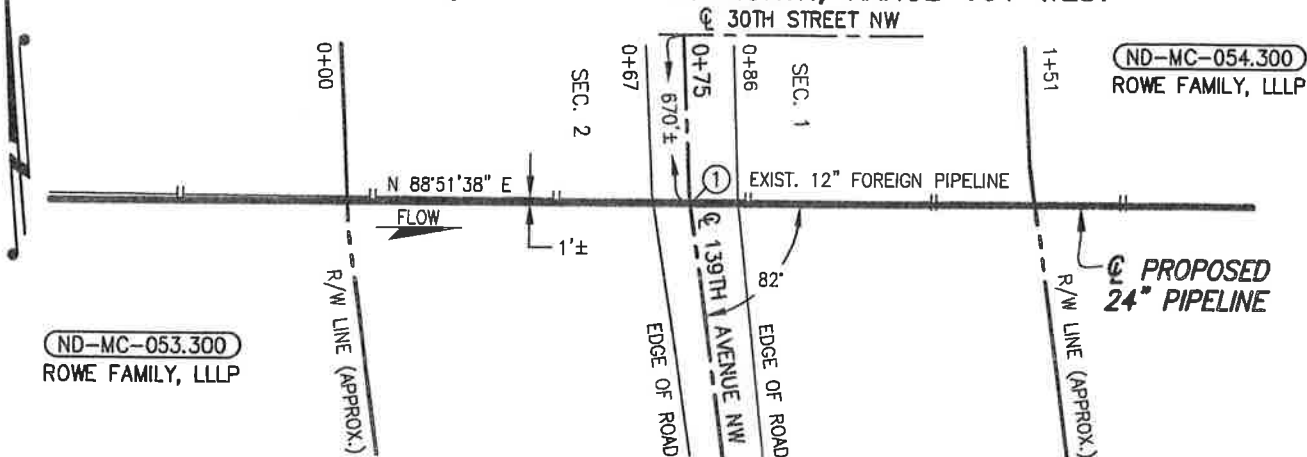 ℄ 30TH STREET NW
0+00
SEC. 2
0+67
670'±
0+75
0+86
SEC. 1
1+51
ND-MC-054.300
ROWE FAMILY, LLLP
N 88°51'38" E
1
EXIST. 12" FOREIGN PIPELINE
FLOW
1'±
82°
℄ PROPOSED
24" PIPELINE
ND-MC-053.300
ROWE FAMILY, LLLP
R/W LINE (APPROX.)
EDGE OF ROAD
℄ 139TH AVENUE NW
EDGE OF ROAD
R/W LINE (APPROX.)